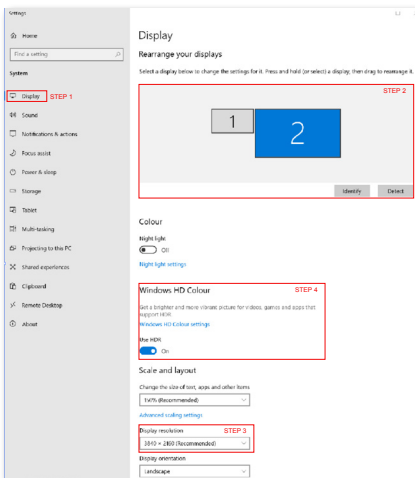 Settings
Home
Find a setting
System
Display
STEP 1
Sound
Notifications & actions
Focus assist
Power & sleep
Storage
Tablet
Multi-tasking
Projecting to this PC
Shared experiences
Clipboard
Remote Desktop
About
Display
Rearrange your displays
Select a display below to change the settings for it. Press and hold (or select) a display, then drag to rearrange it.
STEP 2
1
2
Identify
Detect
Colour
Night light
Off
Night light settings
Windows HD Colour
STEP 4
Get a brighter and more vibrant picture for videos, games and apps that
support HDR.
Windows HD Colour settings
Use HDR
On
Scale and layout
Change the size of text, apps and other items
150% (Recommended)
Advanced scaling settings
Display resolution
STEP 3
3840 × 2160 (Recommended)
Display orientation
Landscape